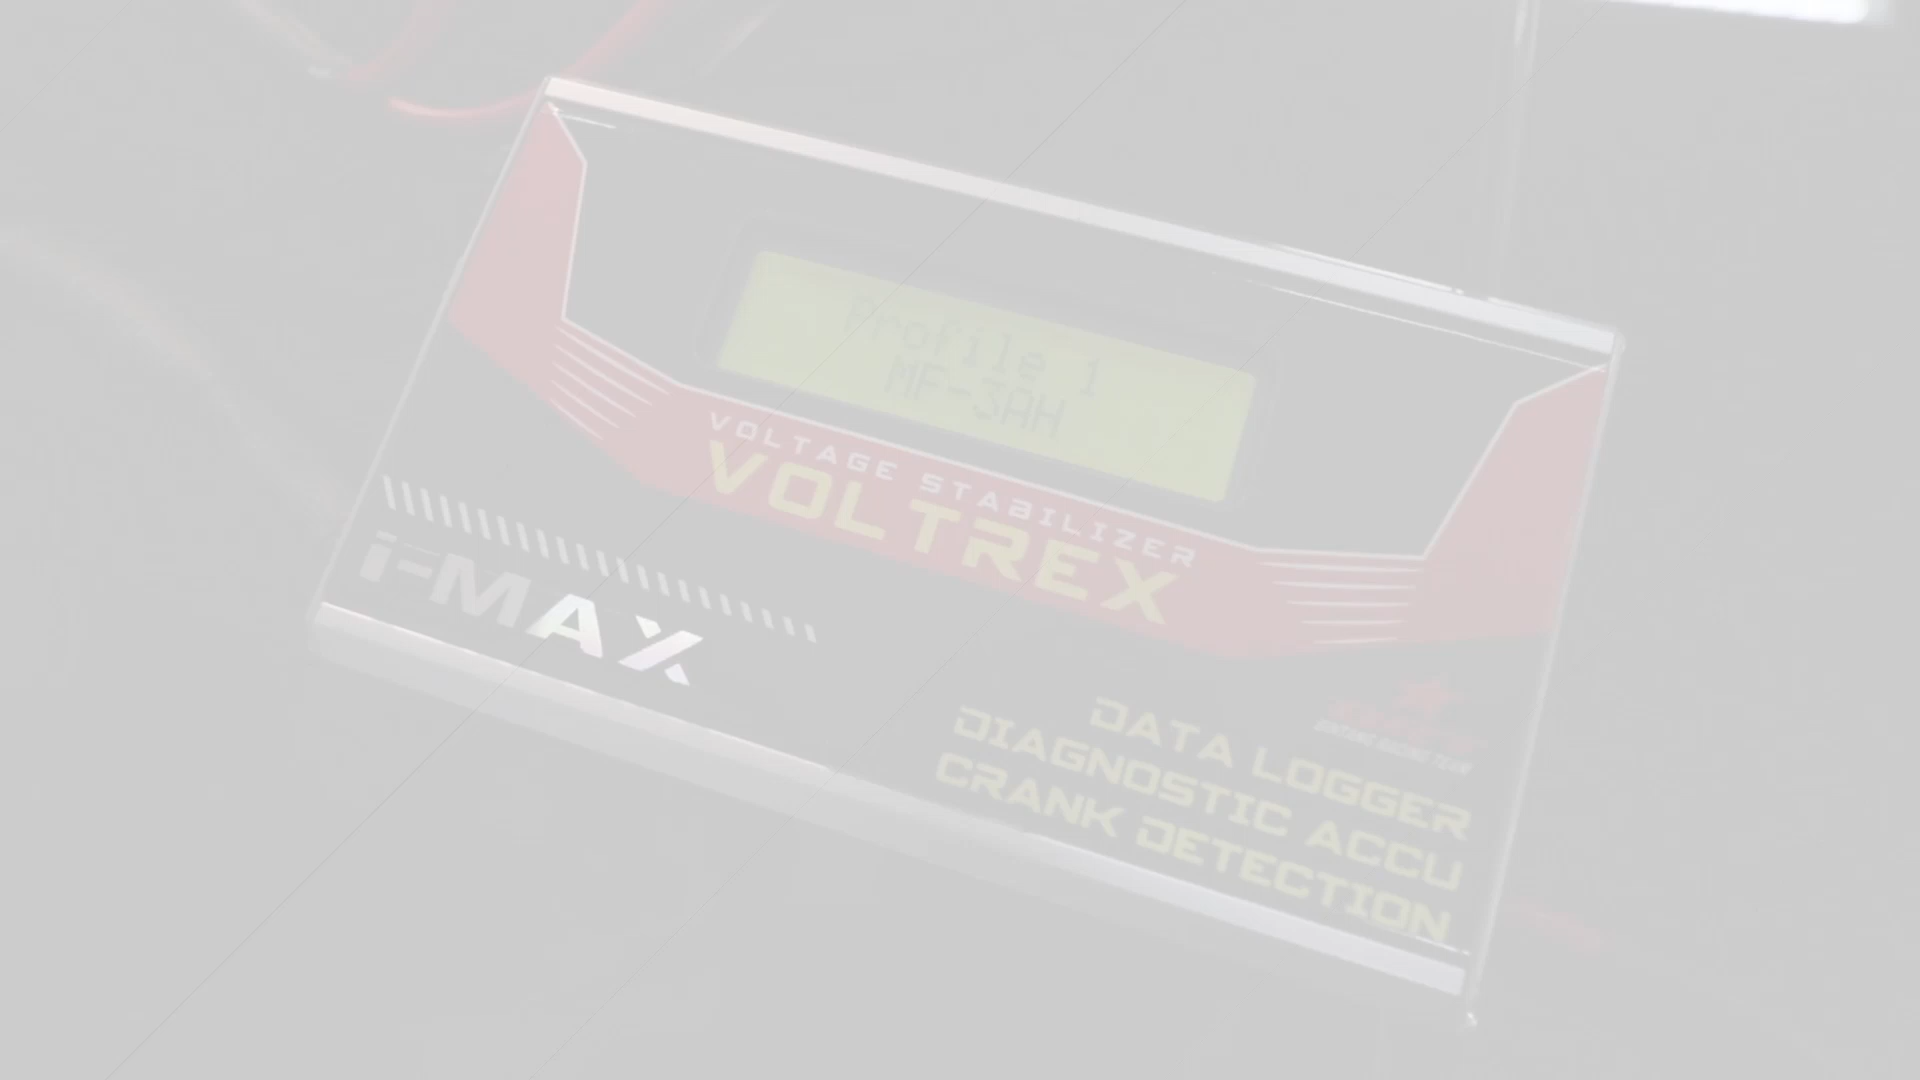 Profile 1
MF-3AH
VOLTAGE STABILIZER
VOLTREX
i-MAX
DATA LOGGER
DIAGNOSTIC ACCU
CRANK DETECTION